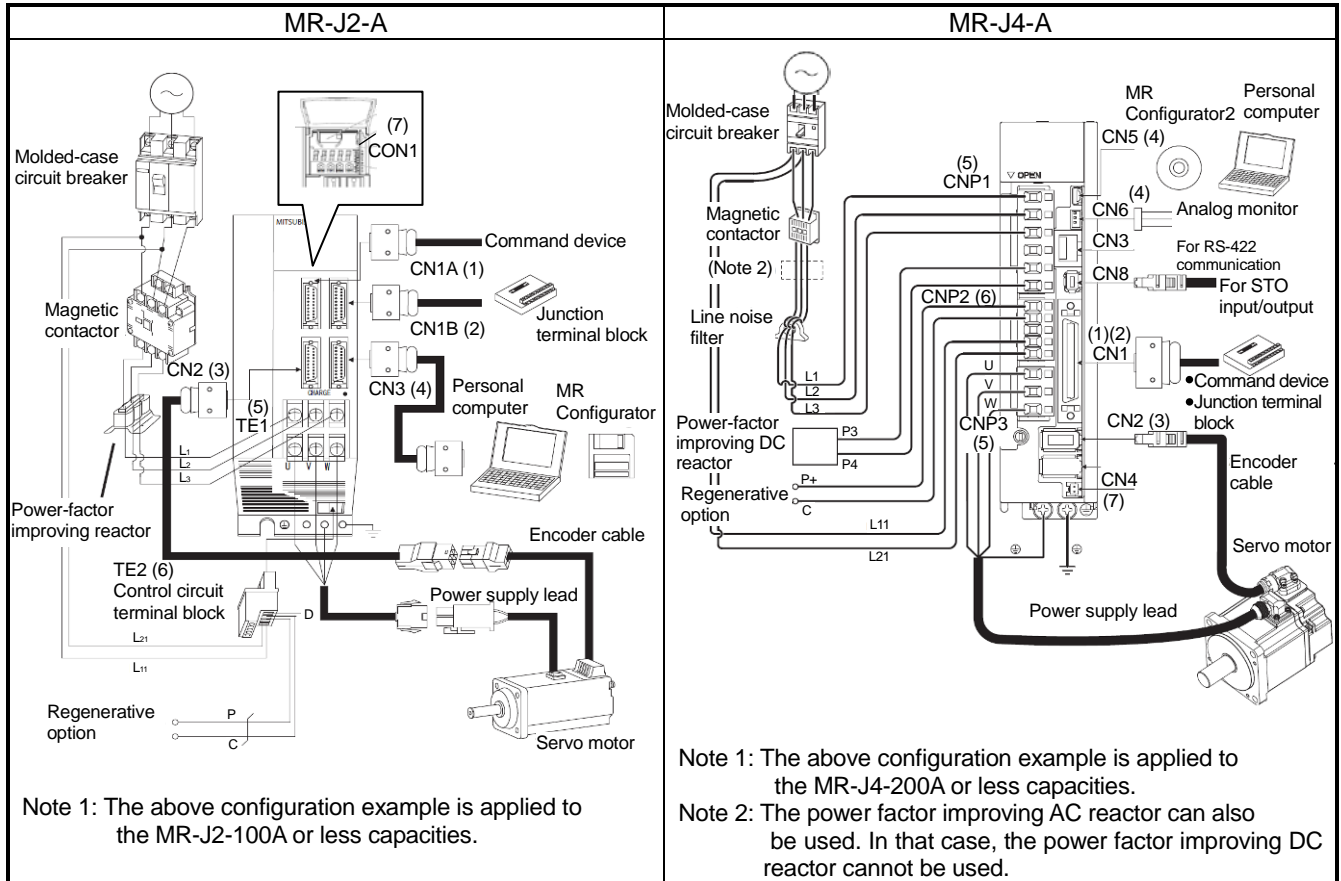 MR-J2-A
Molded-case
circuit breaker
(7)
CON1
MITSUBI
Command device
CN1A (1)
CN1B (2)
Junction
terminal block
Magnetic
contactor
CN2 (3)
CN3 (4)
CHARGE
(5)
TE1
Personal
computer
MR
Configurator
L1
L2
L3
U V W
Power-factor
improving reactor
Encoder cable
TE2 (6)
Control circuit
terminal block
D
Power supply lead
L21
L11
Regenerative
option
P
C
Servo motor
Note 1: The above configuration example is applied to
the MR-J2-100A or less capacities.
MR-J4-A
Molded-case
circuit breaker
MR
Configurator2
Personal
computer
CN5 (4)
OPEN
(5)
CNP1
(4)
CN6
Analog monitor
Magnetic
contactor
CN3
(Note 2)
For RS-422
communication
CN8
For STO
input/output
CNP2 (6)
Line noise
filter
(1)(2)
CN1
L1
L2
L3
U
V
W
•Command device
•Junction terminal
block
CNP3
(5)
CN2 (3)
Power-factor
improving DC
reactor
P3
P4
Encoder
cable
P+
C
Regenerative
option
CN4
(7)
L11
L21
Servo motor
Power supply lead
Note 1: The above configuration example is applied to
the MR-J4-200A or less capacities.
Note 2: The power factor improving AC reactor can also
be used. In that case, the power factor improving DC
reactor cannot be used.